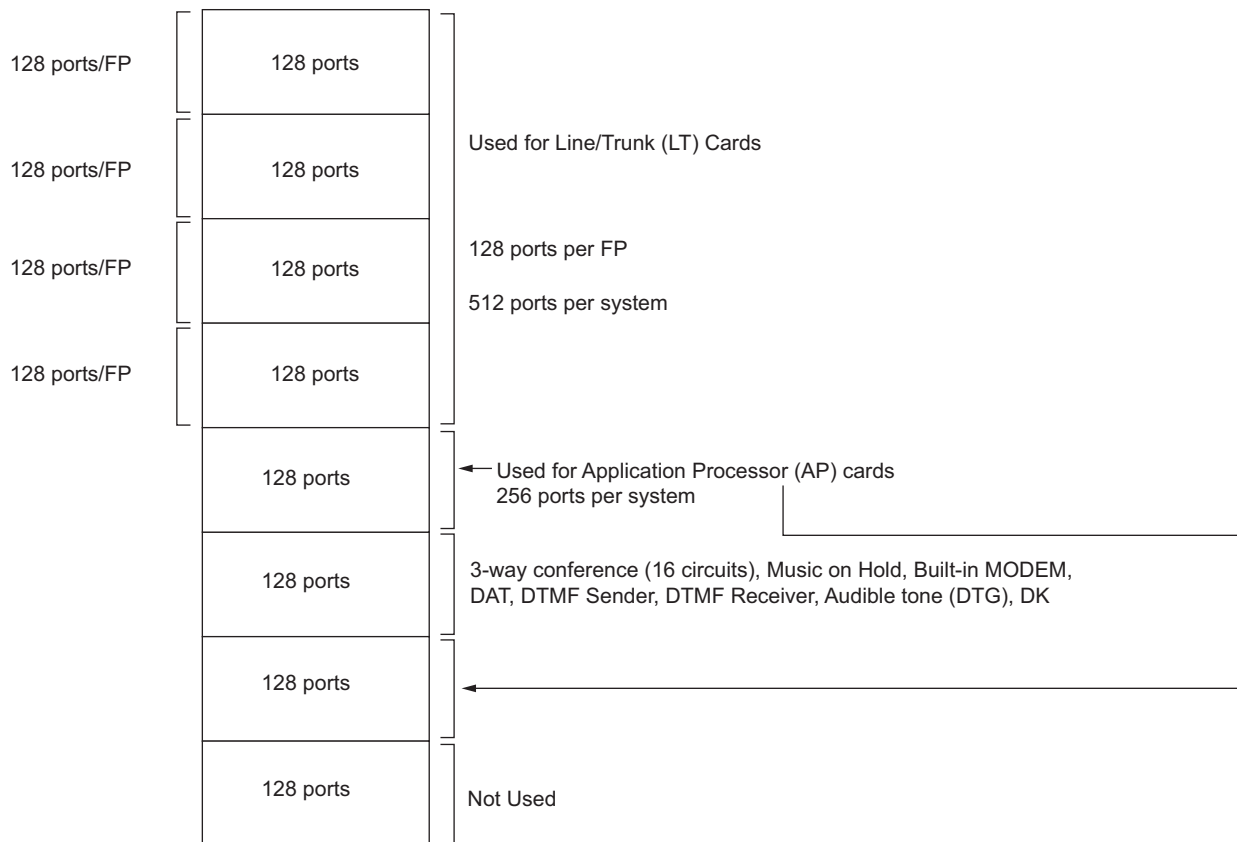 128 ports/FP
128 ports
128 ports/FP
128 ports
Used for Line/Trunk (LT) Cards
128 ports/FP
128 ports
128 ports per FP
512 ports per system
128 ports/FP
128 ports
128 ports
Used for Application Processor (AP) cards
256 ports per system
128 ports
3-way conference (16 circuits), Music on Hold, Built-in MODEM,
DAT, DTMF Sender, DTMF Receiver, Audible tone (DTG), DK
128 ports
128 ports
Not Used